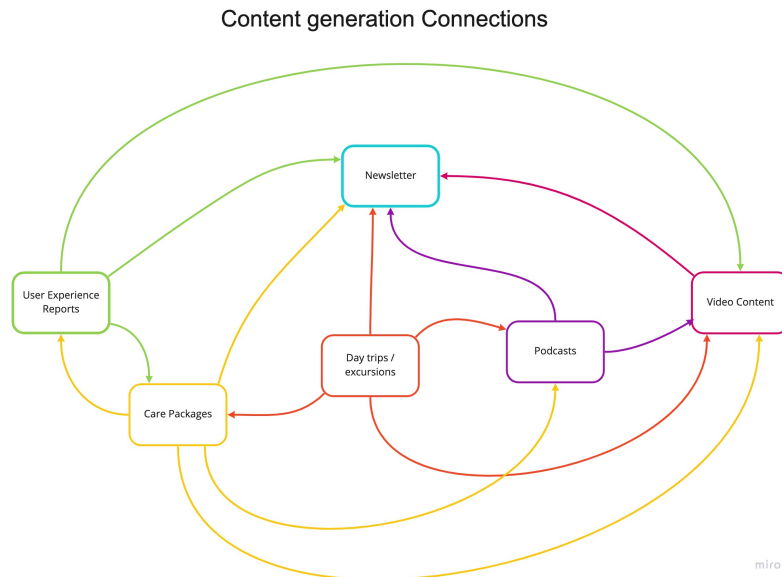 Content generation Connections
Newsletter
User Experience
Reports
Video Content
Day trips /
excursions
Podcasts
Care Packages
miro